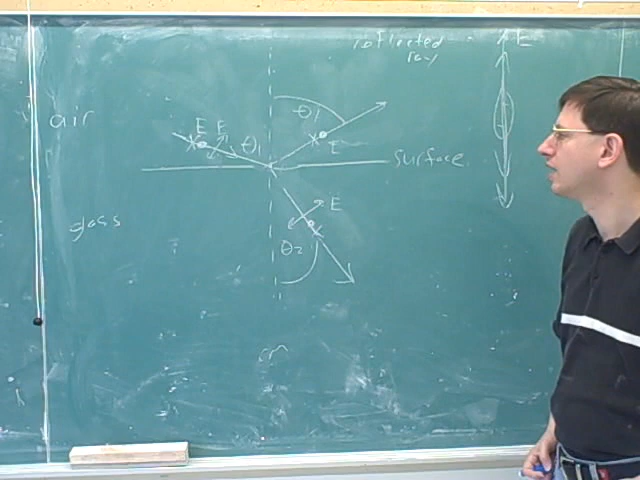 reflected
ray
E
air
E E θ1
θ1
E
surface
glass
E
θ2